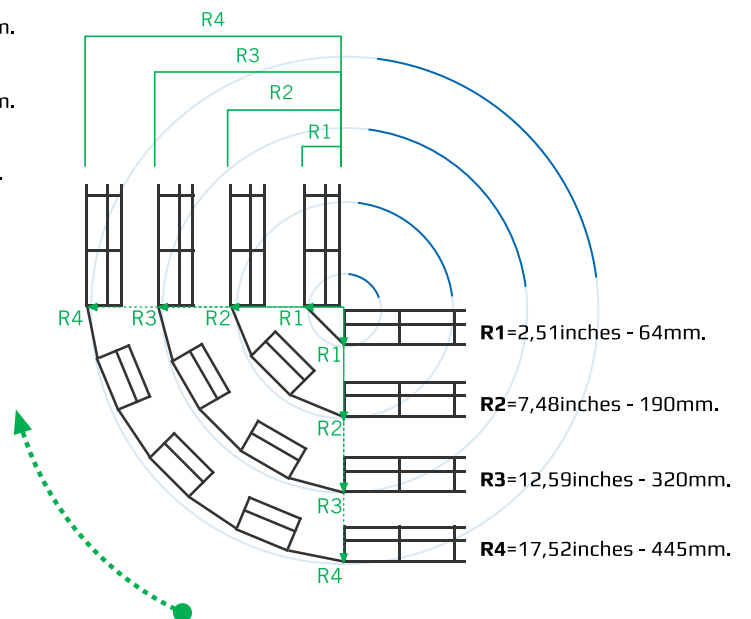 m.
R4
R3
m.
R2
R1
.
R4
R3
R2
R1
R1
R1=2,51inches - 64mm.
R2=7,48inches - 190mm.
R2
R3=12,59inches - 320mm.
R3
R4=17,52inches - 445mm.
R4